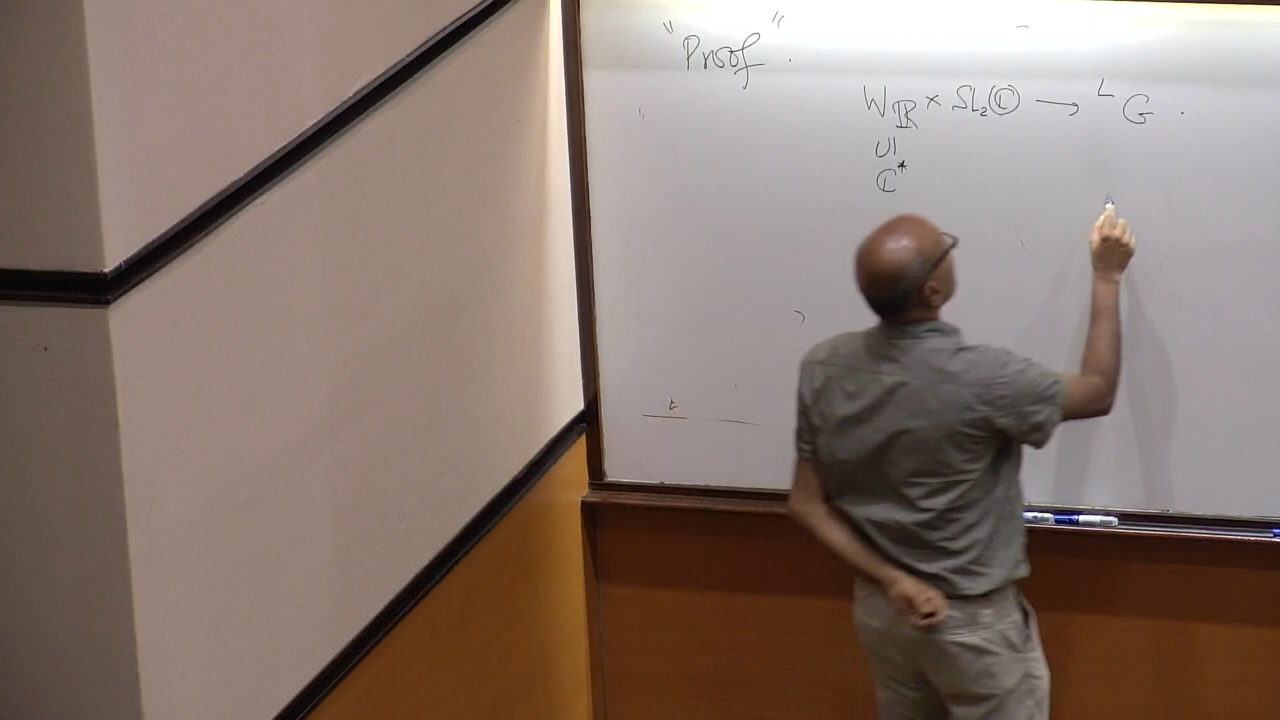 "Proof".
W_ℝ × SL₂(ℂ) → ᴸG.
∪|
ℂ*
t